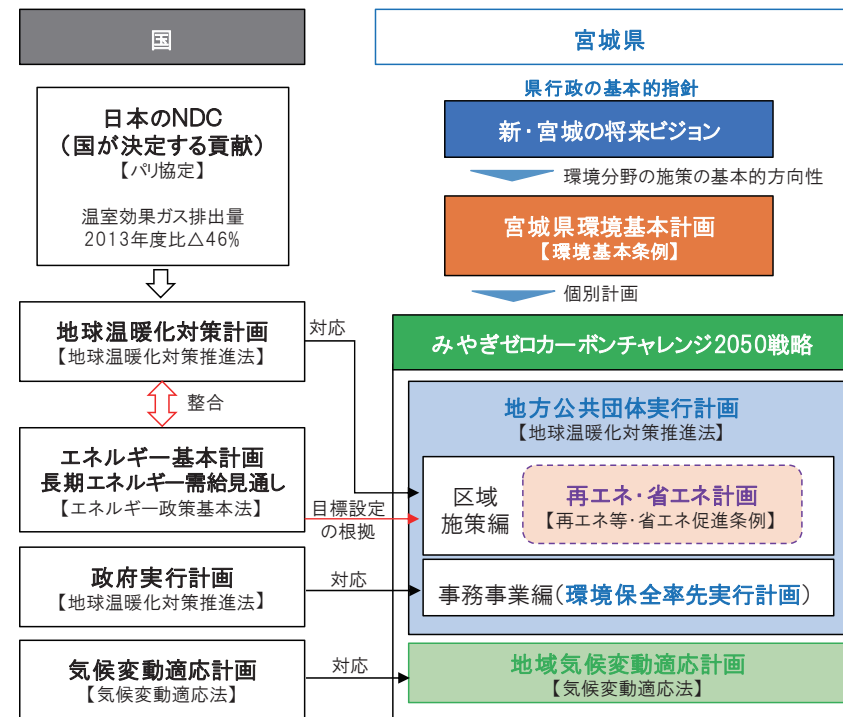 国
日本のNDC
（国が決定する貢献）
【パリ協定】
温室効果ガス排出量
2013年度比△46%
地球温暖化対策計画
【地球温暖化対策推進法】
整合
エネルギー基本計画
長期エネルギー需給見通し
【エネルギー政策基本法】
政府実行計画
【地球温暖化対策推進法】
気候変動適応計画
【気候変動適応法】
対応
目標設定
の根拠
対応
対応
宮城県
県行政の基本的指針
新・宮城の将来ビジョン
環境分野の施策の基本的方向性
宮城県環境基本計画
【環境基本条例】
個別計画
みやぎゼロカーボンチャレンジ2050戦略
地方公共団体実行計画
【地球温暖化対策推進法】
区域
施策編
再エネ・省エネ計画
【再エネ等・省エネ促進条例】
事務事業編（環境保全率先実行計画）
地域気候変動適応計画
【気候変動適応法】